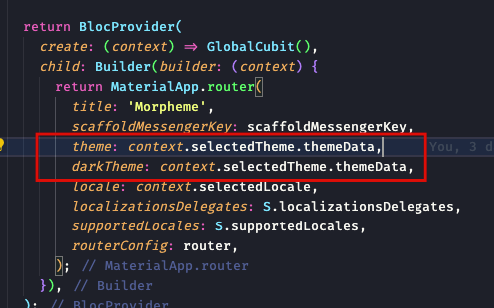 return BlocProvider(
create: (context) => GlobalCubit(),
child: Builder(builder: (context) {
return MaterialApp.router(
title: 'Morpheme',
scaffoldMessengerKey: scaffoldMessengerKey,
theme: context.selectedTheme.themeData, You, 3 d
darkTheme: context.selectedTheme.themeData,
locale: context.selectedLocale,
localizationsDelegates: S.localizationsDelegates,
supportedLocales: S.supportedLocales,
routerConfig: router,
); // MaterialApp.router
}), // Builder
); // BlocProvider